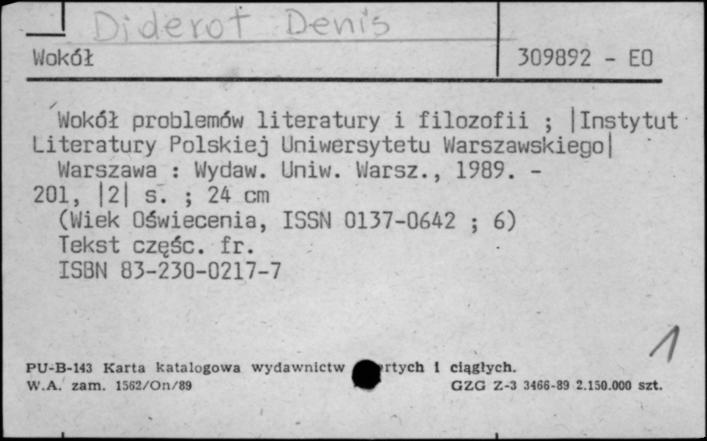 Diderot Denis
Wokół 309892 - EO
Wokół problemów literatury i filozofii ; |Instytut
Literatury Polskiej Uniwersytetu Warszawskiego|
Warszawa : Wydaw. Uniw. Warsz., 1989. -
201, |2| s. ; 24 cm
(Wiek Oświecenia, ISSN 0137-0642 ; 6)
Tekst częśc. fr.
ISBN 83-230-0217-7
1
PU-B-143 Karta katalogowa wydawnictw rtych i ciągłych.
W.A. zam. 1562/On/89 GZG Z-3 3466-89 2.150.000 szt.